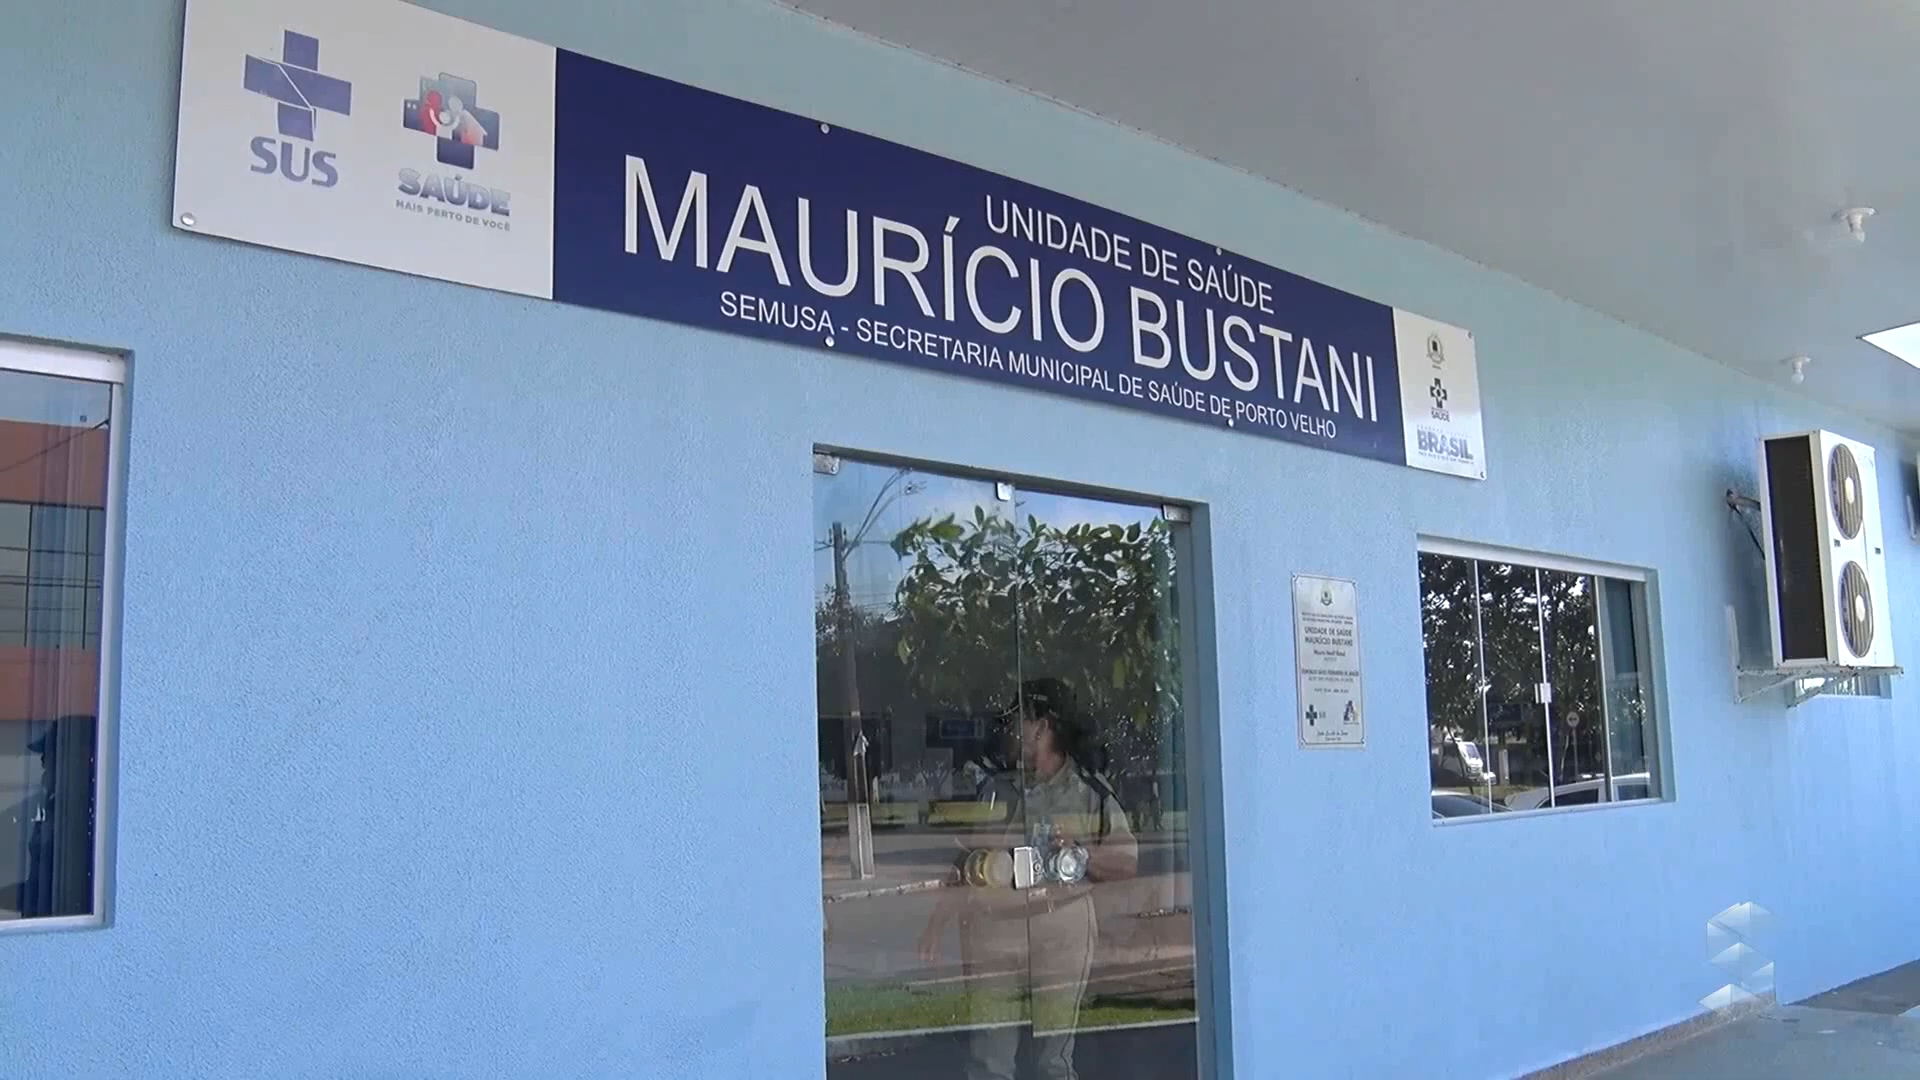 SUS
SAÚDE
MAIS PERTO DE VOCÊ
UNIDADE DE SAÚDE
MAURÍCIO BUSTANI
SEMUSA - SECRETARIA MUNICIPAL DE SAÚDE DE PORTO VELHO
SAÚDE
BRASIL
UNIDADE DE SAÚDE
MAURÍCIO BUSTANI